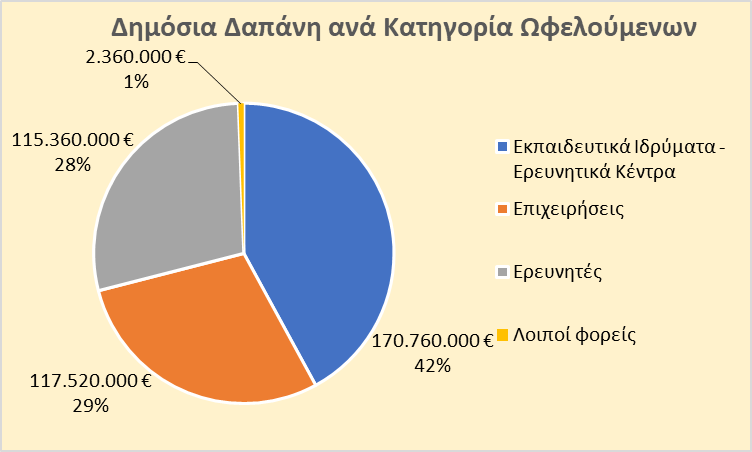 Δημόσια Δαπάνη ανά Κατηγορία Ωφελούμενων
2.360.000 €
1%
115.360.000 €
28%
117.520.000 €
29%
170.760.000 €
42%
Εκπαιδευτικά Ιδρύματα -
Ερευνητικά Κέντρα
Επιχειρήσεις
Ερευνητές
Λοιποί φορείς